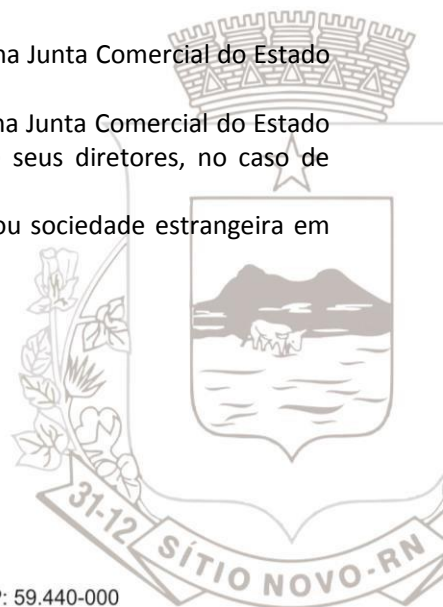 na Junta Comercial do Estado
na Junta Comercial do Estado
seus diretores, no caso de
ou sociedade estrangeira em
31-12
SÍTIO NOVO-RN
: 59.440-000